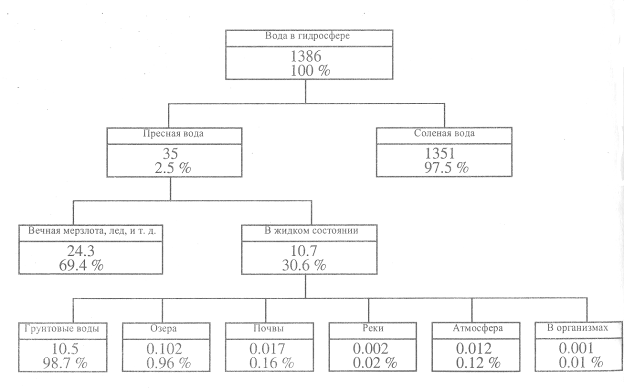 Вода в гидросфере
1386
100 %
Пресная вода
35
2.5 %
Соленая вода
1351
97.5 %
Вечная мерзлота, лед, и т. д.
24.3
69.4 %
В жидком состоянии
10.7
30.6 %
Грунтовые воды
10.5
98.7 %
Озера
0.102
0.96 %
Почвы
0.017
0.16 %
Реки
0.002
0.02 %
Атмосфера
0.012
0.12 %
В организмах
0.001
0.01 %